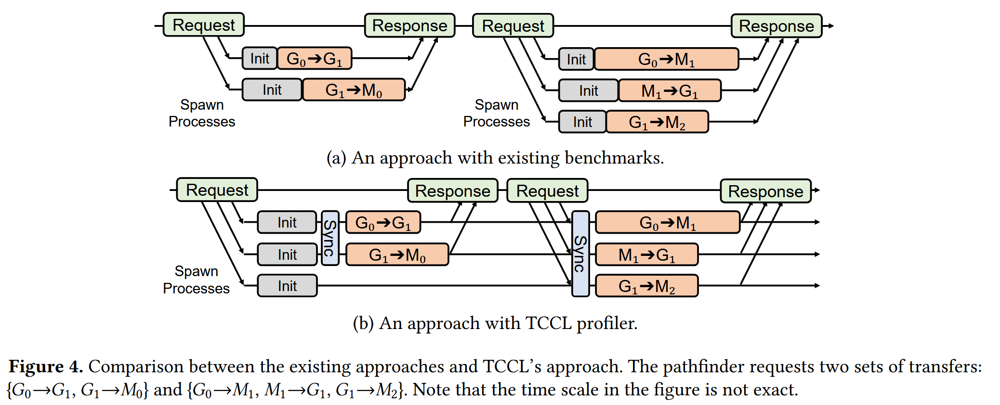 Request Response Request Response
Init G₀➔G₁ Init G₀➔M₁
Init G₁➔M₀ Init M₁➔G₁
Spawn Processes Spawn Processes
Init G₁➔M₂
(a) An approach with existing benchmarks.
Request Response Request Response
Init Sync G₀➔G₁ Sync G₀➔M₁
Init G₁➔M₀ M₁➔G₁
Spawn Processes
Init G₁➔M₂
(b) An approach with TCCL profiler.
Figure 4. Comparison between the existing approaches and TCCL’s approach. The pathfinder requests two sets of transfers:
{G₀→G₁, G₁→M₀} and {G₀→M₁, M₁→G₁, G₁→M₂}. Note that the time scale in the figure is not exact.